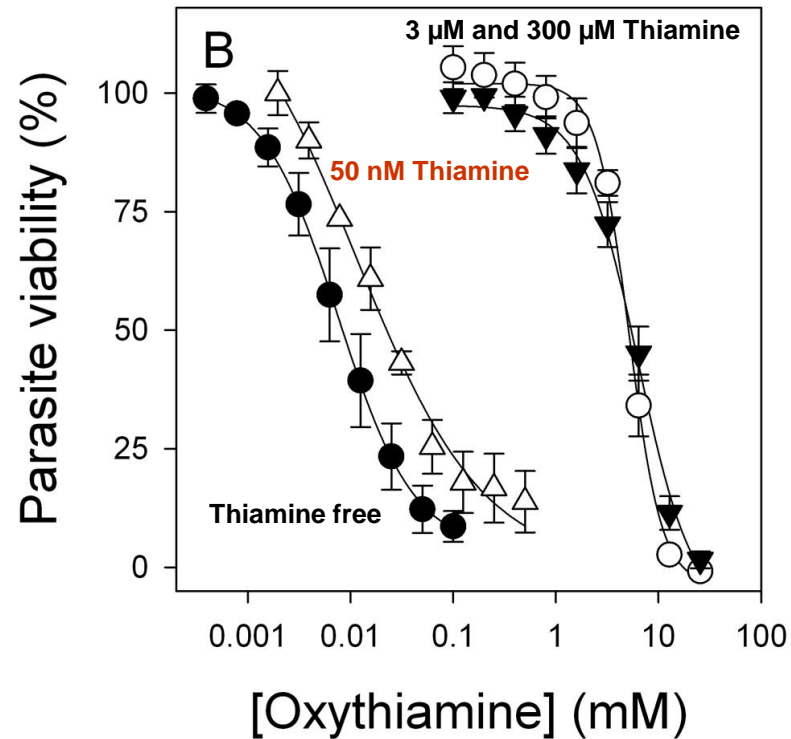 3 µM and 300 µM Thiamine
B
100
50 nM Thiamine
75
50
25
Thiamine free
0
0.001 0.01 0.1 1 10 100
[Oxythiamine] (mM)
Parasite viability (%)